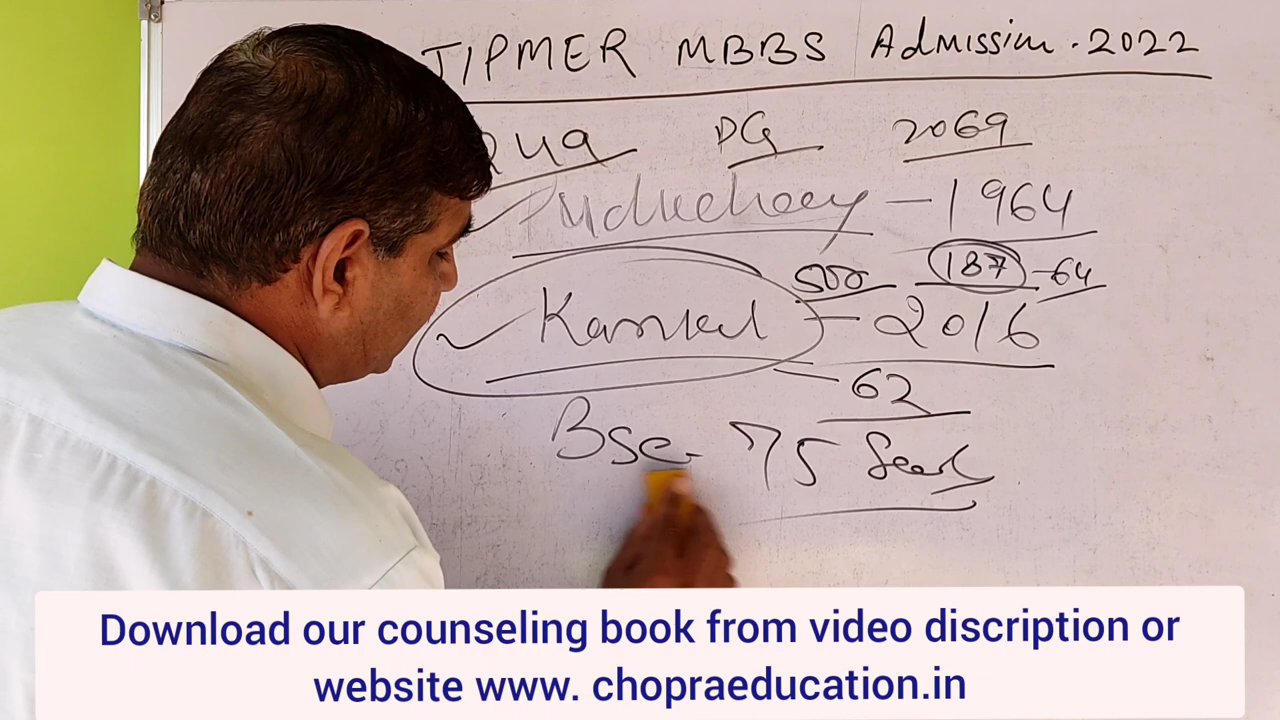 JIPMER MBBS Admission. 2022
PG 2069
Puducherry - 1964
500 187 - 64
Karaikal - 2016
62
Bsc 75 Seat
Download our counseling book from video discription or
website www. chopraeducation.in